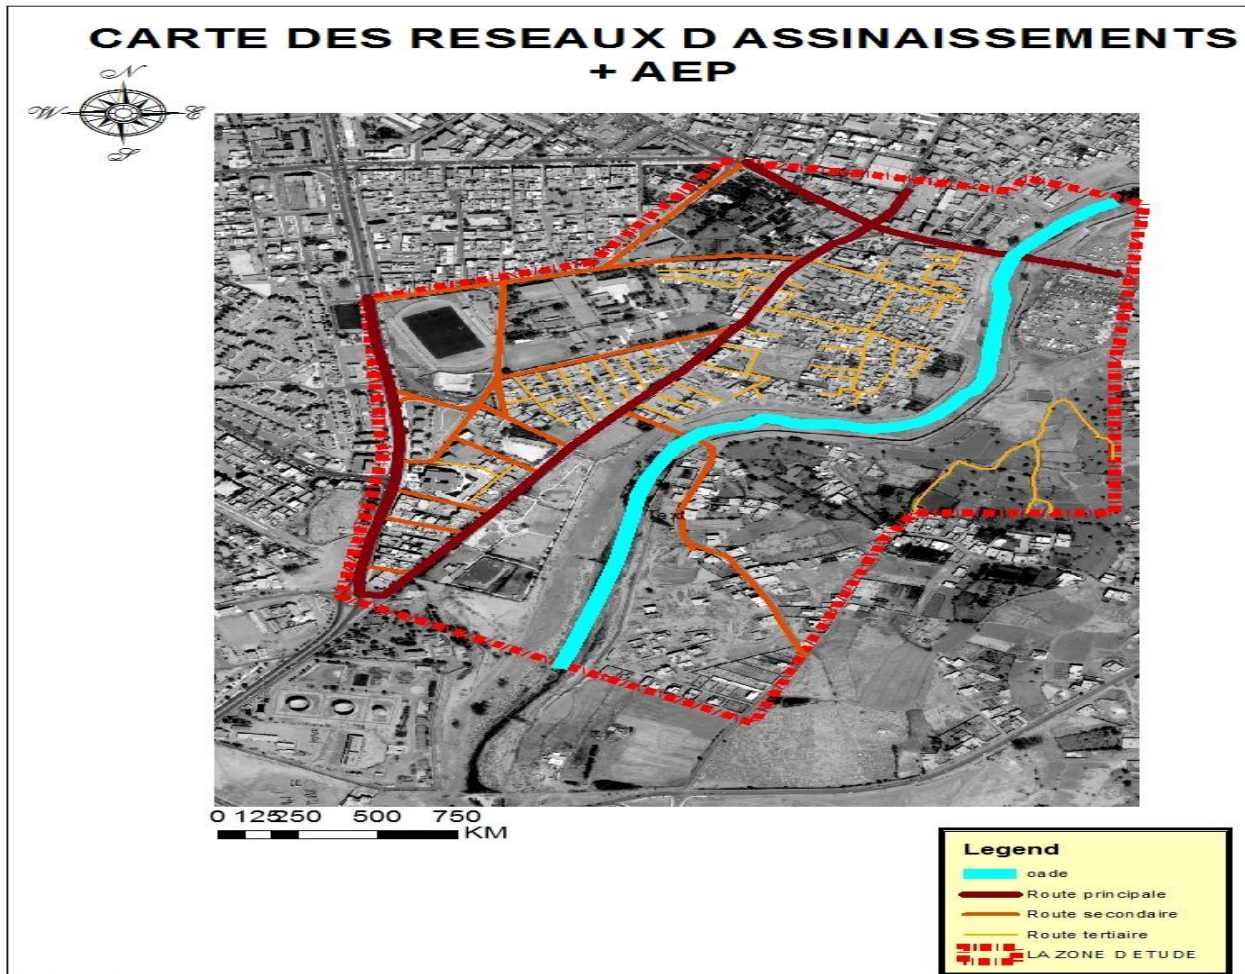 CARTE DES RESEAUX D ASSINAISSEMENTS
+ AEP
N
W E
S
text
0 125250 500 750
KM
Legend
oade
Route principale
Route secondaire
Route tertiaire
LA ZONE D ETUDE